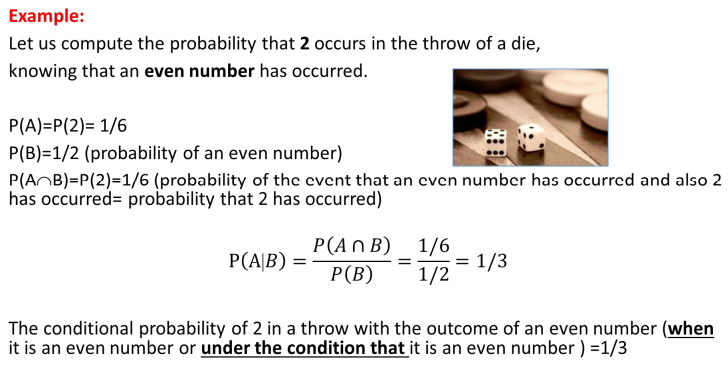 Example:
Let us compute the probability that 2 occurs in the throw of a die,
knowing that an even number has occurred.
P(A)=P(2)= 1/6
P(B)=1/2 (probability of an even number)
P(A∩B)=P(2)=1/6 (probability of the event that an even number has occurred and also 2
has occurred= probability that 2 has occurred)
P(A|B) = P(A ∩ B) / P(B) = 1/6 / 1/2 = 1/3
The conditional probability of 2 in a throw with the outcome of an even number (when
it is an even number or under the condition that it is an even number ) =1/3